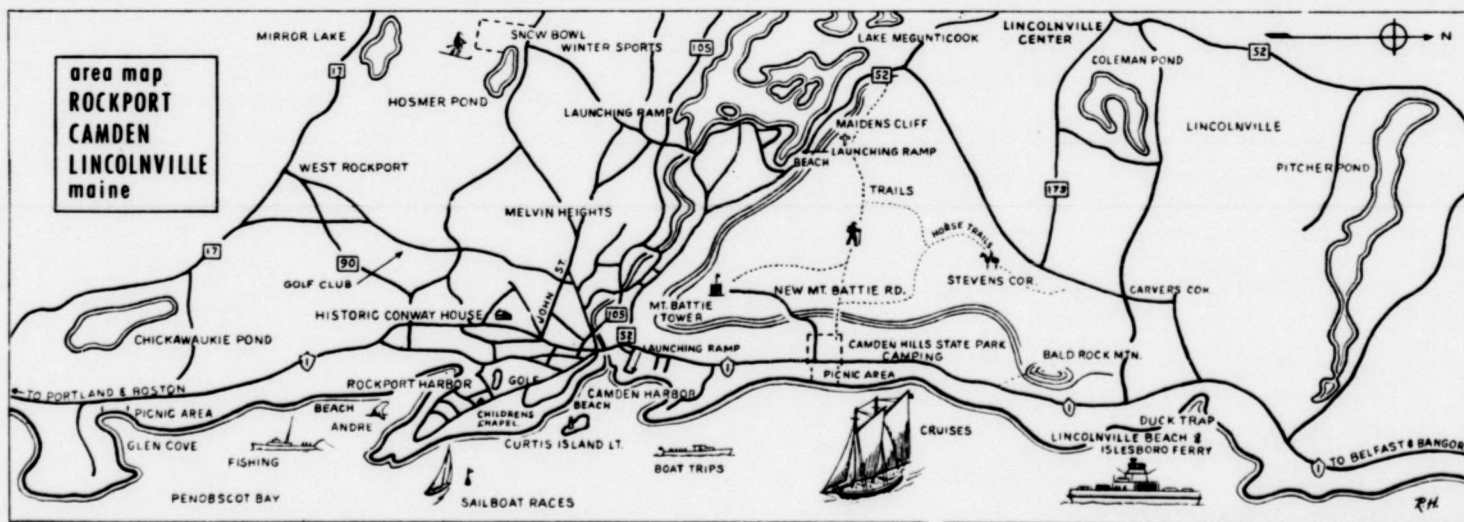 area map
ROCKPORT
CAMDEN
LINCOLNVILLE
maine
MIRROR LAKE
17
SNOW BOWL
WINTER SPORTS
105
LAKE MEGUNTICOOK
LINCOLNVILLE
CENTER
52
N
COLEMAN POND
HOSMER POND
52
LAUNCHING RAMP
MAIDENS CLIFF
LINCOLNVILLE
LAUNCHING RAMP
BEACH
PITCHER POND
WEST ROCKPORT
TRAILS
173
MELVIN HEIGHTS
HORSE TRAILS
17
90
JOHN ST.
GOLF CLUB
STEVENS COR.
NEW MT. BATTIE RD.
CARVERS COR.
MT. BATTIE
TOWER
HISTORIC CONWAY HOUSE
105
CHICKAWAUKIE POND
52
LAUNCHING RAMP
CAMDEN HILLS STATE PARK
CAMPING
BALD ROCK MTN.
1
1
PICNIC AREA
TO PORTLAND & BOSTON
ROCKPORT HARBOR
GOLF
CAMDEN HARBOR
BEACH
PICNIC AREA
BEACH
ANDRE
CHILDRENS
CHAPEL
1
DUCK TRAP
GLEN COVE
CURTIS ISLAND LT.
CRUISES
LINCOLNVILLE BEACH &
ISLESBORO FERRY
FISHING
BOAT TRIPS
1
TO BELFAST & BANGOR
PENOBSCOT BAY
SAILBOAT RACES
R.H.